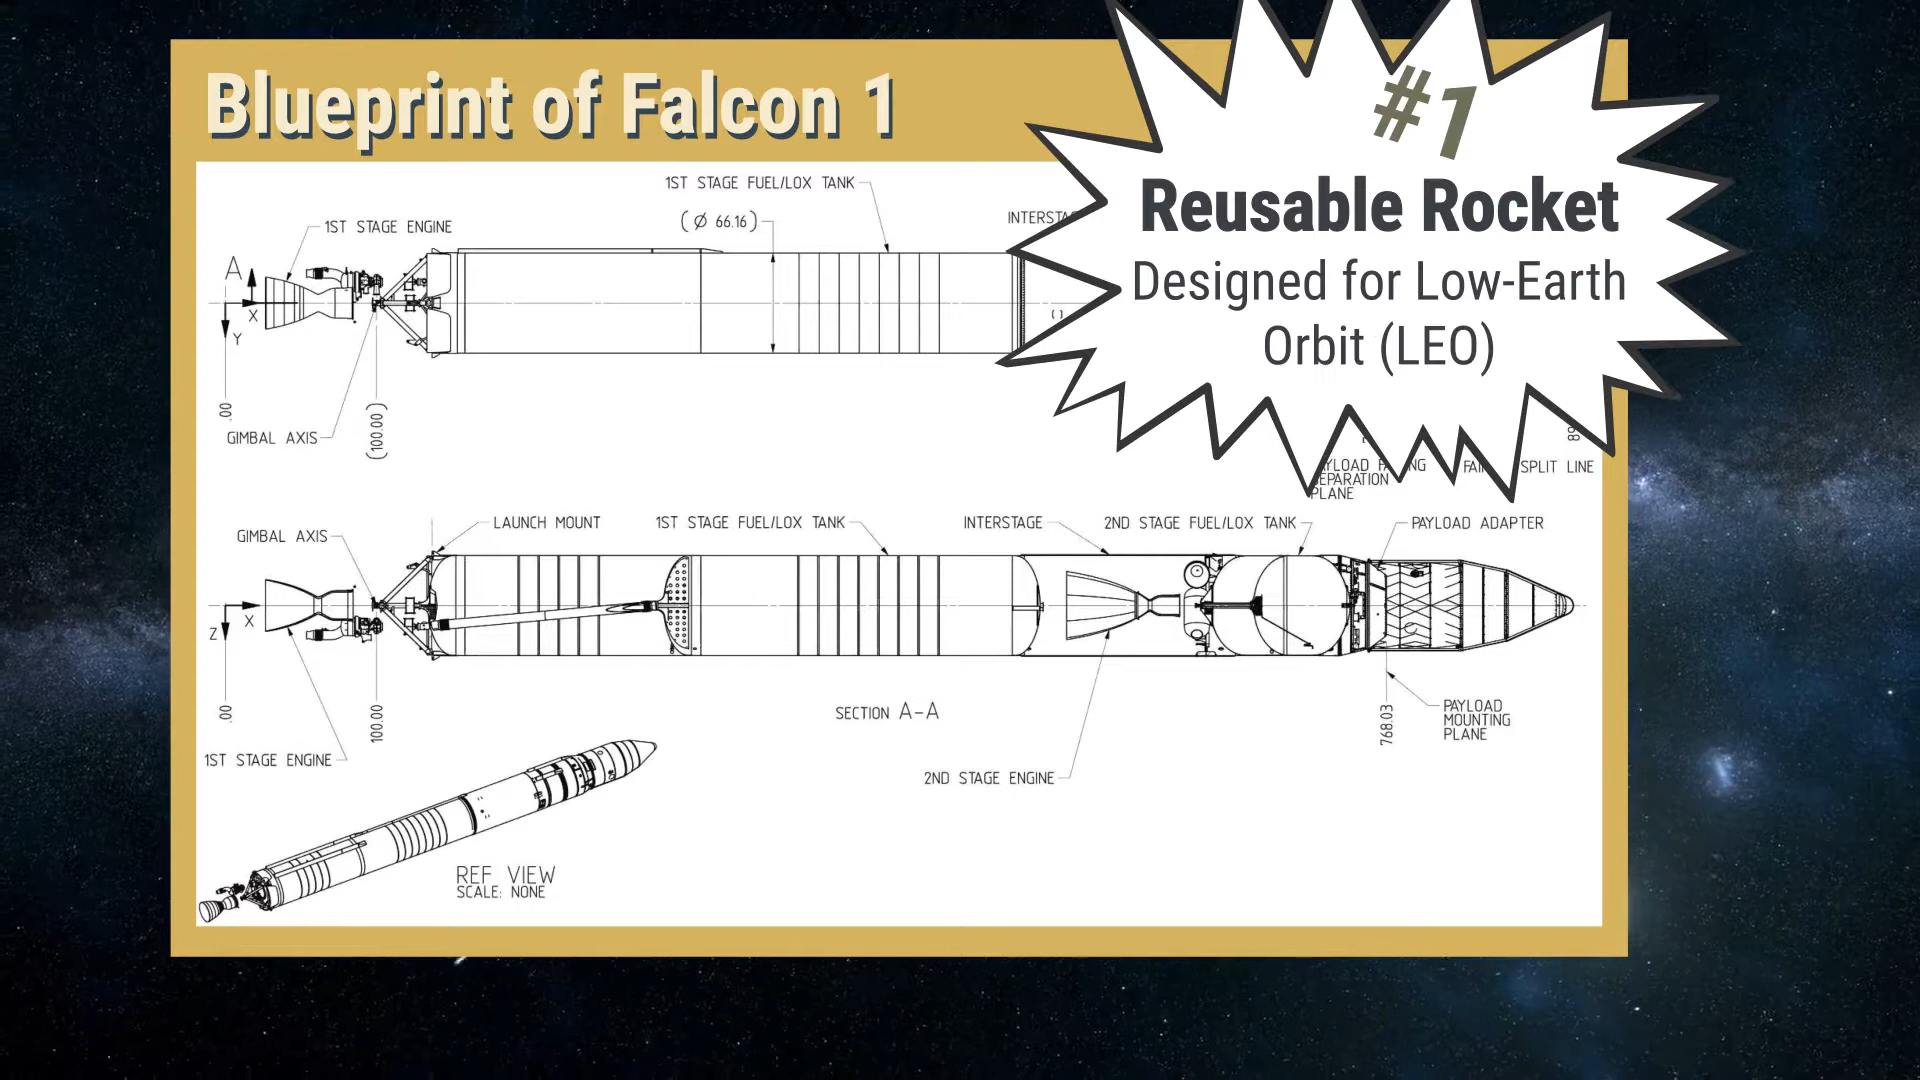 Blueprint of Falcon 1
#1
Reusable Rocket
Designed for Low-Earth
Orbit (LEO)
1ST STAGE FUEL/LOX TANK
(Ø 66.16)
1ST STAGE ENGINE
A
X
Y
.00
GIMBAL AXIS
(100.00)
SPLIT LINE
PLANE
GIMBAL AXIS
LAUNCH MOUNT
1ST STAGE FUEL/LOX TANK
INTERSTAGE
2ND STAGE FUEL/LOX TANK
PAYLOAD ADAPTER
X
Z
.00
100.00
1ST STAGE ENGINE
SECTION A-A
2ND STAGE ENGINE
768.03
PAYLOAD
MOUNTING
PLANE
REF VIEW
SCALE: NONE